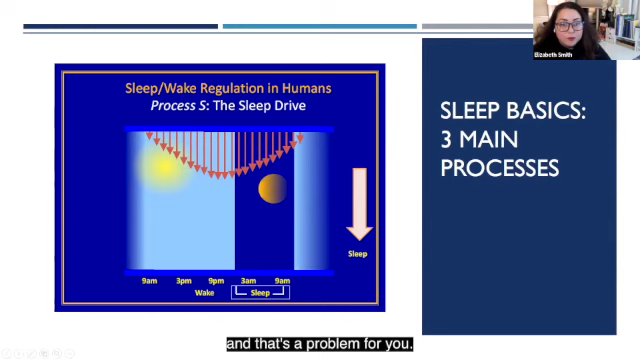 Elizabeth Smith
Sleep/Wake Regulation in Humans
Process S: The Sleep Drive
SLEEP BASICS:
3 MAIN
PROCESSES
Sleep
9am 3pm 9pm 3am 9am
Wake Sleep
and that's a problem for you.